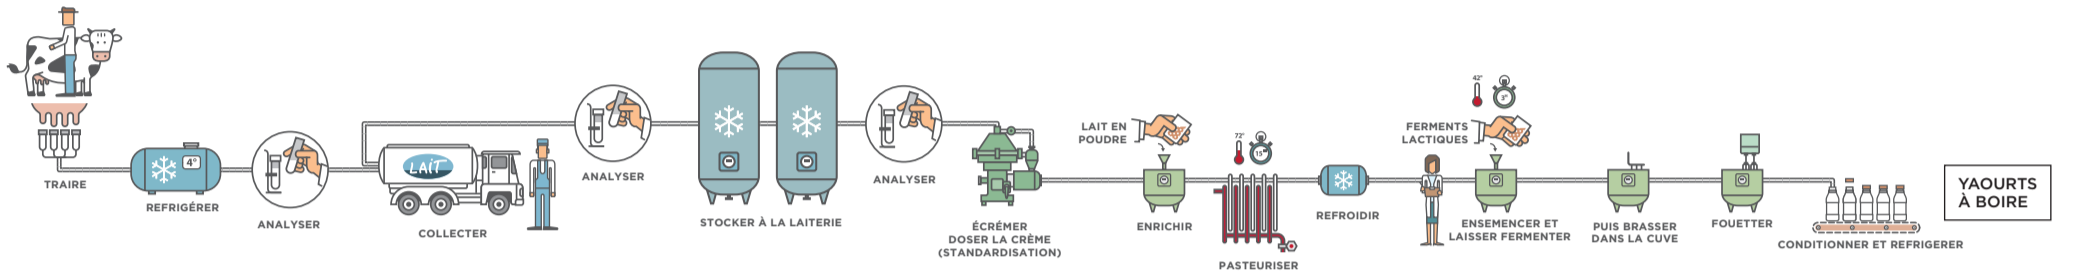 TRAIRE
4°
REFRIGÉRER
ANALYSER
LAIT
COLLECTER
ANALYSER
STOCKER À LA LAITERIE
ANALYSER
ÉCRÉMER
DOSER LA CRÈME
(STANDARDISATION)
LAIT EN
POUDRE
ENRICHIR
72°
15"
PASTEURISER
REFROIDIR
42°
3"
FERMENTS
LACTIQUES
ENSEMENCER ET
LAISSER FERMENTER
PUIS BRASSER
DANS LA CUVE
FOUETTER
CONDITIONNER ET REFRIGERER
YAOURTS
À BOIRE